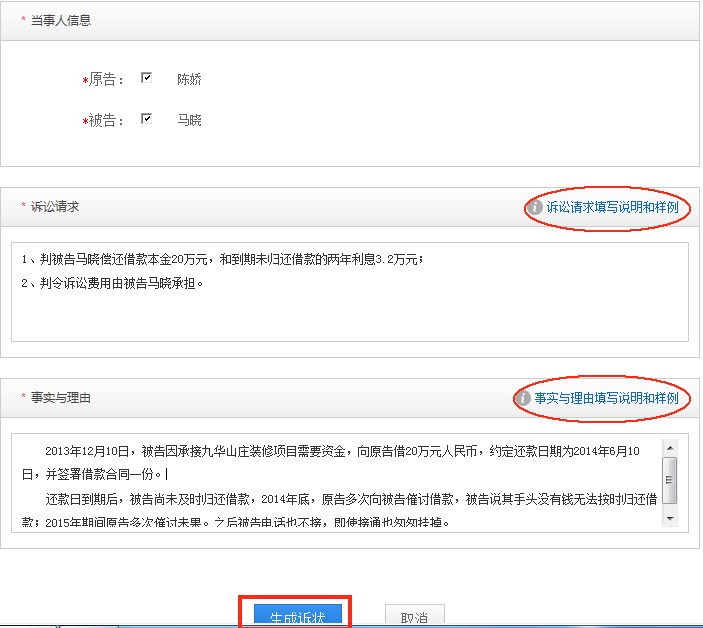 * 当事人信息
*原告： 陈娇
*被告： 马晓
* 诉讼请求
诉讼请求填写说明和样例
1、判被告马晓偿还借款本金20万元，和到期未归还借款的两年利息3.2万元；
2、判令诉讼费用由被告马晓承担。
* 事实与理由
事实与理由填写说明和样例
2013年12月10日，被告因承接九华山庄装修项目需要资金，向原告借20万元人民币，约定还款日期为2014年6月10
日，并签署借款合同一份。
还款日到期后，被告尚未及时归还借款，2014年底，原告多次向被告催讨借款，被告说其手头没有钱无法按时归还借
款；2015年期间原告多次催讨未果。之后被告电话也不接，即使接通也匆匆挂掉。
生成诉状 取消